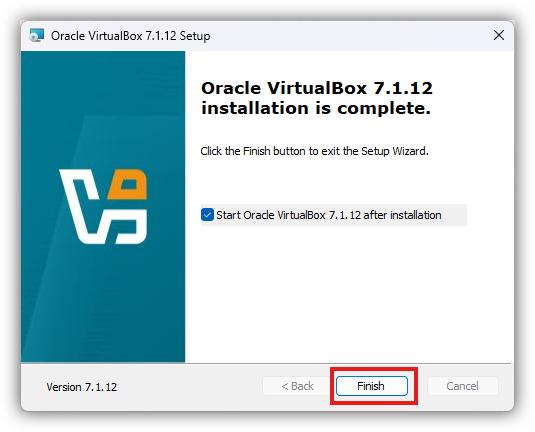 Oracle VirtualBox 7.1.12 Setup
Oracle VirtualBox 7.1.12
installation is complete.
Click the Finish button to exit the Setup Wizard.
Start Oracle VirtualBox 7.1.12 after installation
Version 7.1.12
< Back
Finish
Cancel